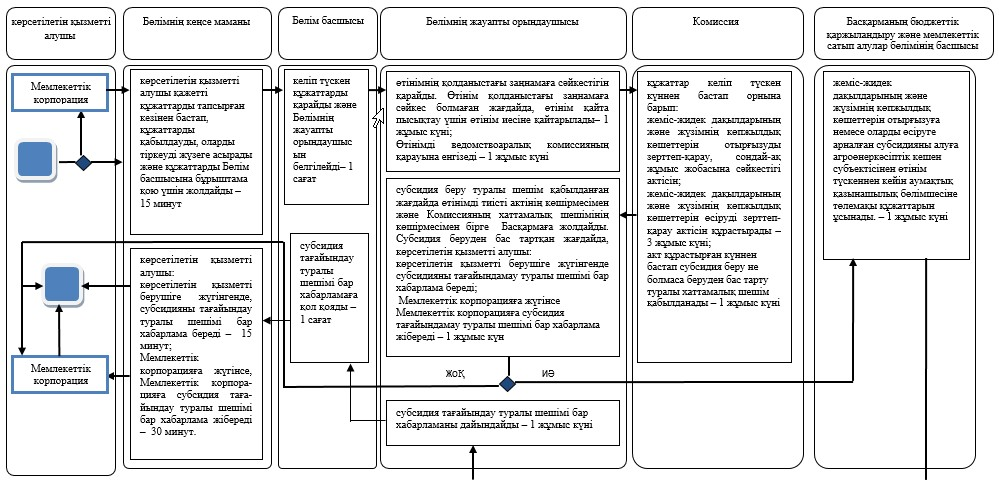 көрсетілетін қызметті
алушы
Бөлімнің кеңсе маманы
Бөлім басшысы
Бөлімнің жауапты орындаушысы
Комиссия
Басқарманың бюджеттік
қаржыландыру және мемлекеттік
сатып алулар бөлімінің басшысы
Мемлекеттік
корпорация
көрсетілетін қызметті
алушы қажетті
құжаттарды тапсырған
кезінен бастап,
құжаттарды
қабылдауды, оларды
тіркеуді жүзеге асырады
және құжаттарды Бөлім
басшысына бұрыштама
қою үшін жолдайды –
15 минут
келіп түскен
құжаттарды
қарайды және
Бөлімнің
жауапты
орындаушыс
ын
белгілейді– 1
сағат
өтінімнің қолданыстағы заңнамаға сәйкестігін
қарайды. Өтінім қолданыстағы заңнамаға
сәйкес болмаған жағдайда, өтінім қайта
пысықтау үшін өтінім иесіне қайтарылады– 1
жұмыс күні;
Өтінімді ведомствоаралық комиссияның
қарауына енгізеді – 1 жұмыс күні
құжаттар келіп түскен
күннен бастап орнына
барып:
жеміс-жидек дақылдарының
және жүзімнің көпжылдық
көшеттерін отырғызуды
зерттеп-қарау, сондай-ақ
жұмыс жобасына сәйкестігі
актісін;
жеміс-жидек дақылдарының
және жүзімнің көпжылдық
көшеттерін өсіруді зерттеп-
қарау актісін құрастырады –
3 жұмыс күні;
акт құрастырған күннен
бастап субсидия беру не
болмаса беруден бас тарту
туралы хаттамалық шешім
қабылданады – 1 жұмыс күні
жеміс-жидек
дақылдарының және
жүзімнің көпжылдық
көшеттерін отырғызуға
немесе оларды өсіруге
арналған субсидияны алуға
агроөнеркәсіптік кешен
субъектісінен өтінім
түскеннен кейін аумақтық
қазынашылық бөлімшесіне
төлемақы құжаттарын
ұсынады. – 1 жұмыс күні
субсидия беру туралы шешім қабылданған
жағдайда өтінімді тиісті актінің көшірмесімен
және Комиссияның хаттамалық шешімінің
көшірмесімен бірге Басқармаға жолдайды.
Субсидия беруден бас тартқан жағдайда,
көрсетілетін қызметті алушы:
көрсетілетін қызметті берушіге жүгінгенде
субсидияны тағайындамау туралы шешімі бар
хабарлама береді;
Мемлекеттік корпорацияға жүгінсе
Мемлекеттік корпорацияға субсидия
тағайындамау туралы шешімі бар хабарлама
жібереді – 1 жұмыс күн
субсидия
тағайындау
туралы
шешімі бар
хабарламаға
қол қояды –
1 сағат
көрсетілетін қызметті
алушы:
көрсетілетін қызметті
берушіге жүгінгенде,
субсидияны тағайындау
туралы шешімі бар
хабарлама береді – 15
минут;
Мемлекеттік
корпорацияға жүгінсе,
Мемлекеттік корпора-
цияға субсидия таға-
йындау туралы шешімі
бар хабарлама жібереді
– 30 минут.
Мемлекеттік
корпорация
ЖОҚ
ИӘ
субсидия тағайындау туралы шешімі бар
хабарламаны дайындайды – 1 жұмыс күні